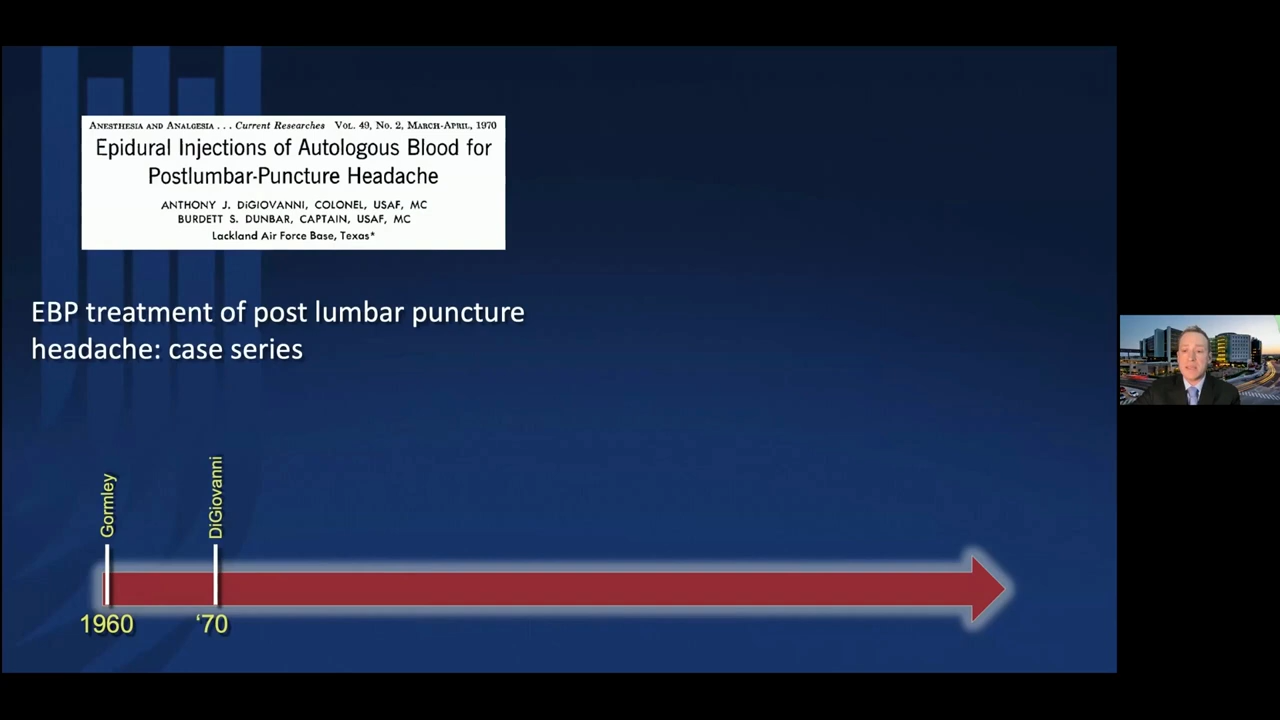 ANESTHESIA AND ANALGESIA . . . Current Researches VOL. 49, NO. 2, MARCH-APRIL, 1970
Epidural Injections of Autologous Blood for
Postlumbar-Puncture Headache
ANTHONY J. DiGIOVANNI, COLONEL, USAF, MC
BURDETT S. DUNBAR, CAPTAIN, USAF, MC
Lackland Air Force Base, Texas*
EBP treatment of post lumbar puncture
headache: case series
Gormley
DiGiovanni
1960
‘70